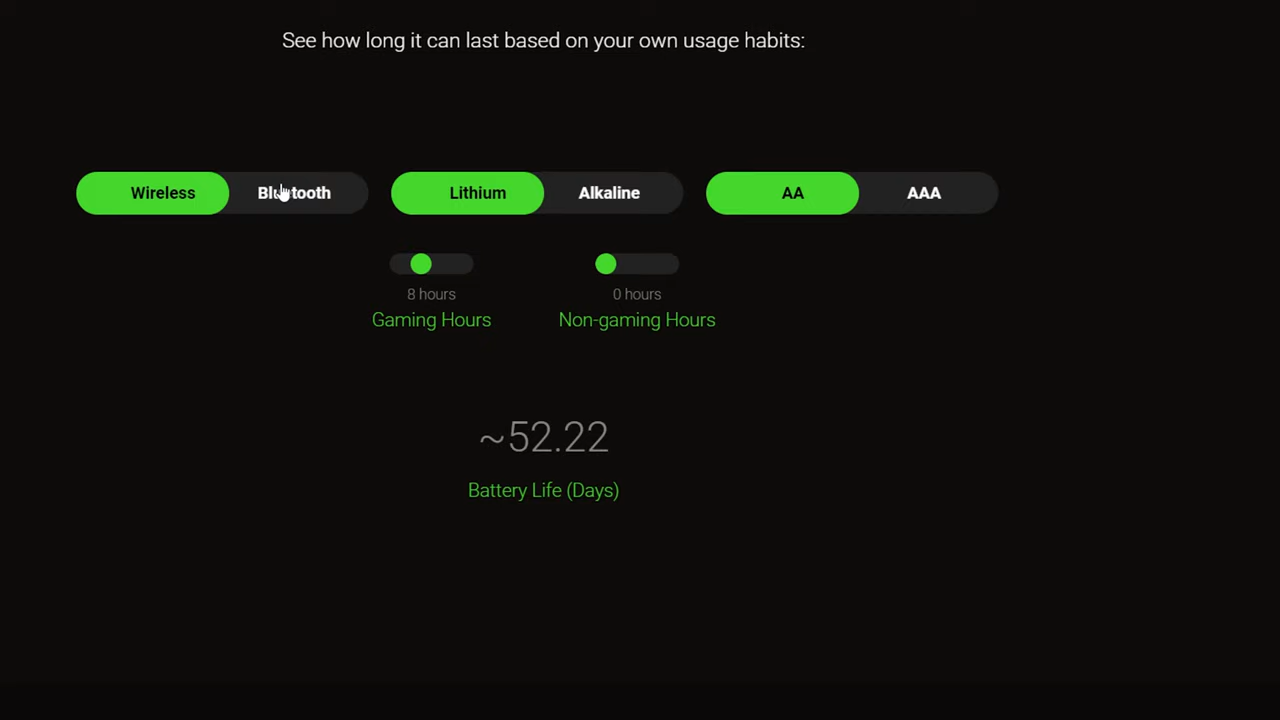 See how long it can last based on your own usage habits:
Wireless Bluetooth Lithium Alkaline AA AAA
8 hours 0 hours
Gaming Hours Non-gaming Hours
~52.22
Battery Life (Days)